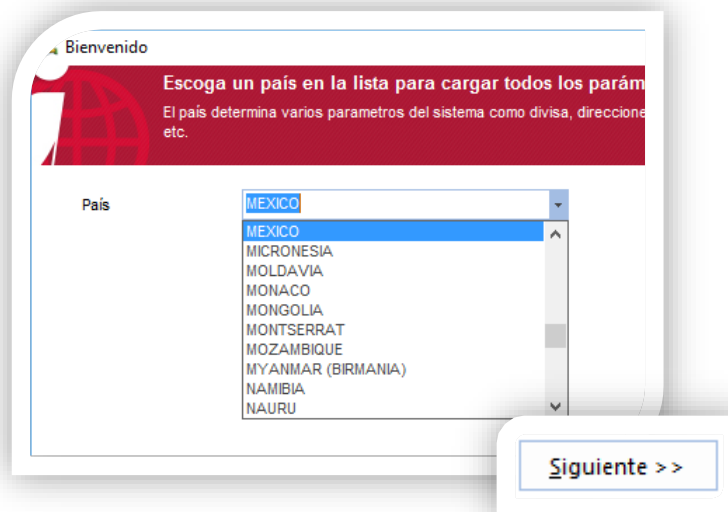 Bienvenido
Escoga un país en la lista para cargar todos los parám
El país determina varios parametros del sistema como divisa, direccione
etc.
País
MEXICO
MEXICO
MICRONESIA
MOLDAVIA
MONACO
MONGOLIA
MONTSERRAT
MOZAMBIQUE
MYANMAR (BIRMANIA)
NAMIBIA
NAURU
Siguiente >>